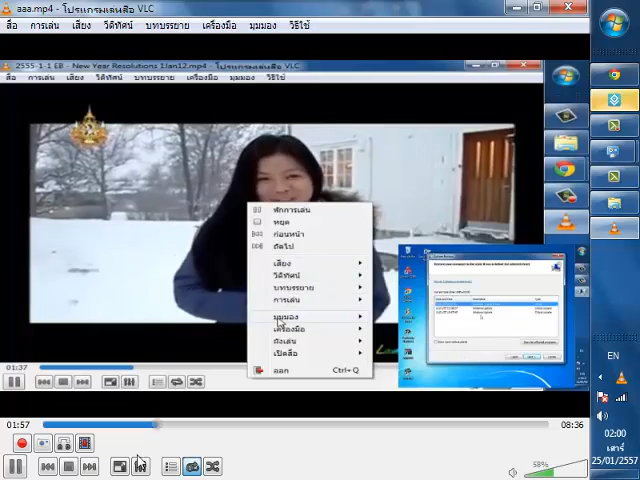 aaa.mp4 - โปรแกรมเล่นสื่อ VLC
สื่อ การเล่น เสียง วีดิทัศน์ บทบรรยาย เครื่องมือ มุมมอง วิธีใช้
2555-1-1 EB - New Year Resolutions 1Jan12.mp4 - โปรแกรมเล่นสื่อ VLC
สื่อ การเล่น เสียง วีดิทัศน์ บทบรรยาย เครื่องมือ มุมมอง วิธีใช้
พักการเล่น
หยุด
ก่อนหน้า
ถัดไป
เสียง
วีดิทัศน์
บทบรรยาย
การเล่น
มุมมอง
เครื่องมือ
ผังเล่น
เปิดสื่อ
ออก Ctrl+Q
01:37
01:57
08:36
58%
EN
02:00
เสาร์
25/01/2557